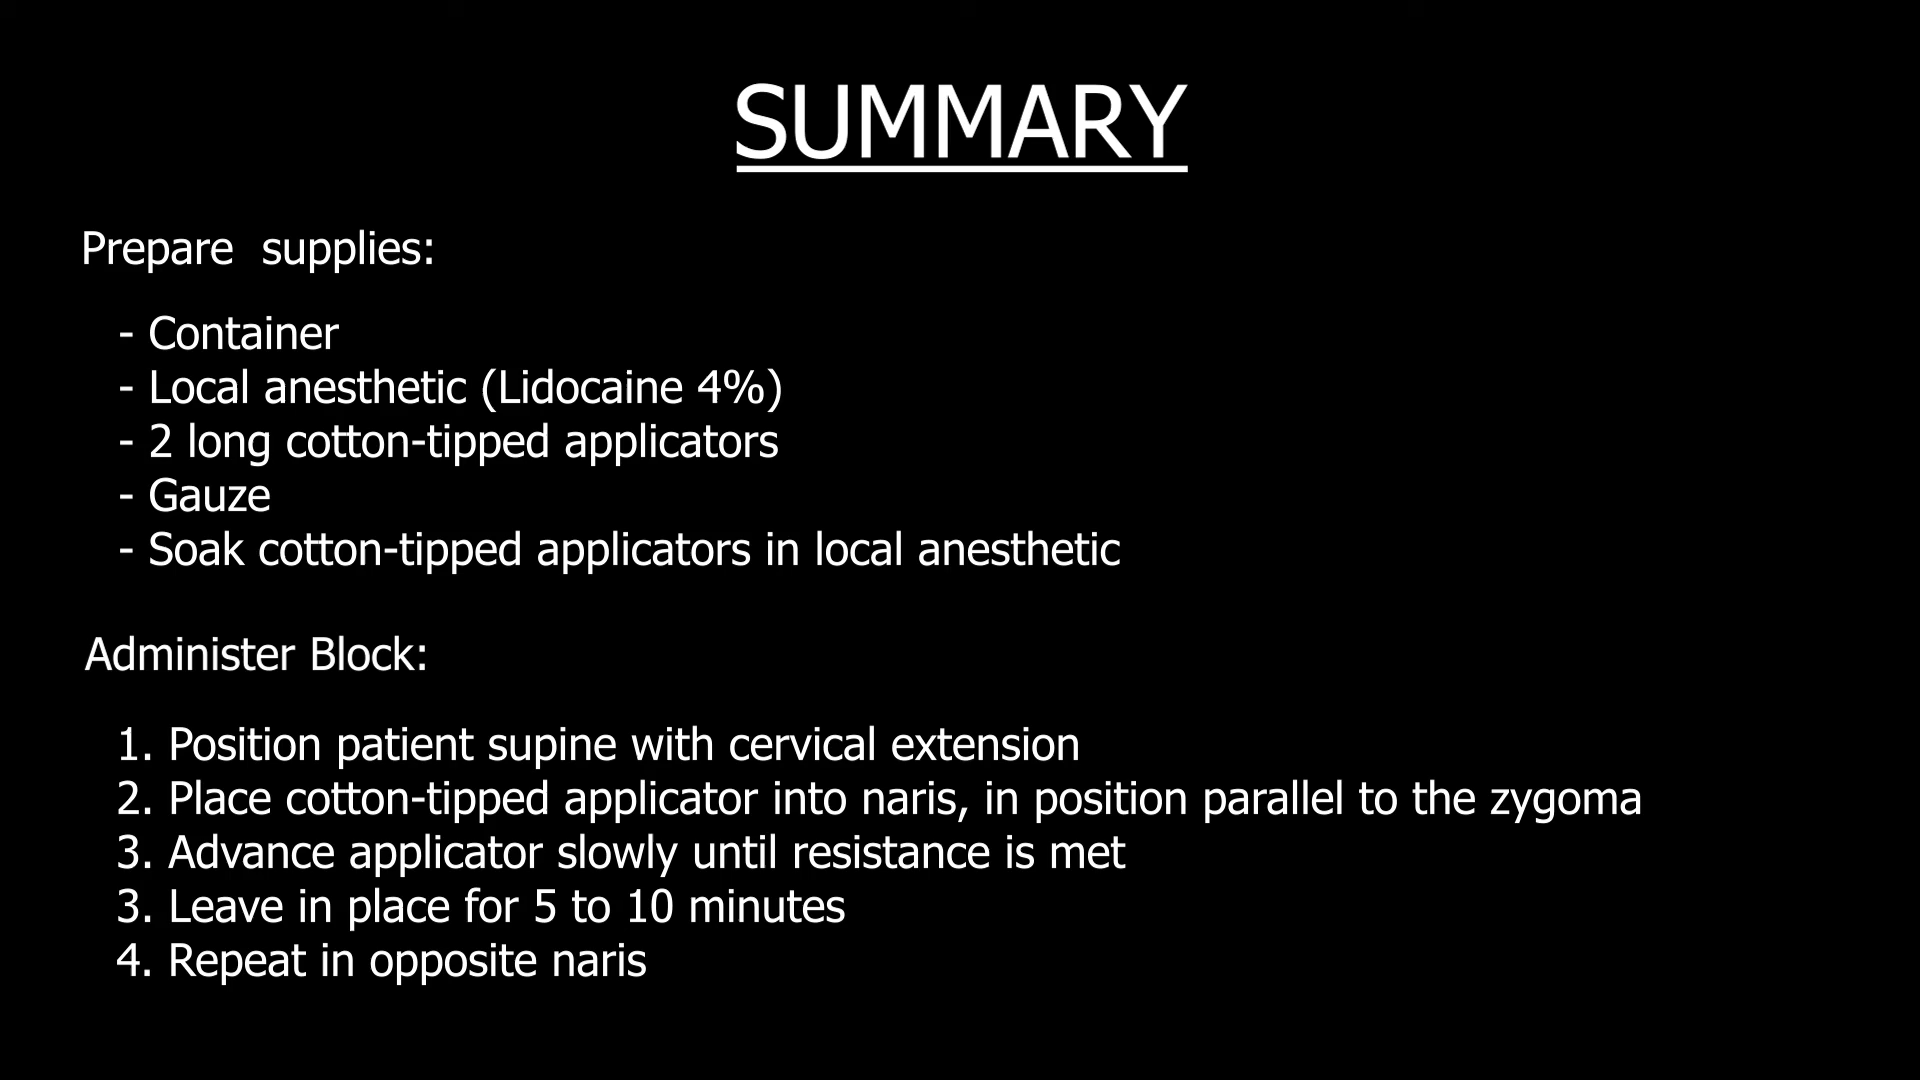 SUMMARY
Prepare supplies:
- Container
- Local anesthetic (Lidocaine 4%)
- 2 long cotton-tipped applicators
- Gauze
- Soak cotton-tipped applicators in local anesthetic
Administer Block:
1. Position patient supine with cervical extension
2. Place cotton-tipped applicator into naris, in position parallel to the zygoma
3. Advance applicator slowly until resistance is met
3. Leave in place for 5 to 10 minutes
4. Repeat in opposite naris